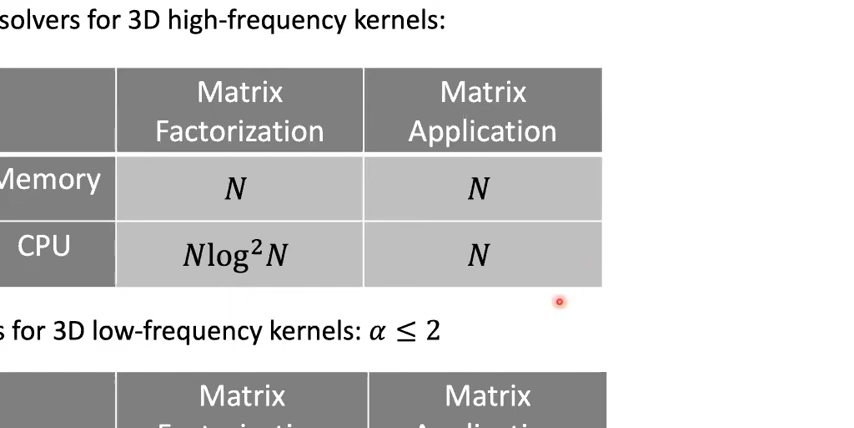 solvers for 3D high-frequency kernels:
Matrix Factorization Matrix Application
Memory N N
CPU Nlog²N N
for 3D low-frequency kernels: α ≤ 2
Matrix Matrix